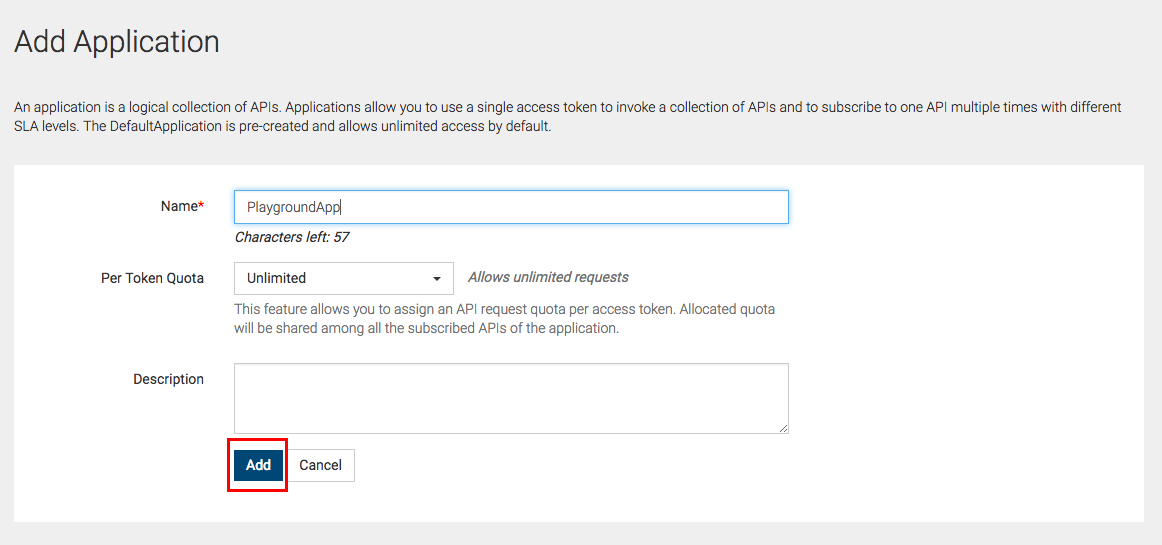 Add Application
An application is a logical collection of APIs. Applications allow you to use a single access token to invoke a collection of APIs and to subscribe to one API multiple times with different
SLA levels. The DefaultApplication is pre-created and allows unlimited access by default.
Name*
PlaygroundApp
Characters left: 57
Per Token Quota
Unlimited
Allows unlimited requests
This feature allows you to assign an API request quota per access token. Allocated quota
will be shared among all the subscribed APIs of the application.
Description
Add
Cancel